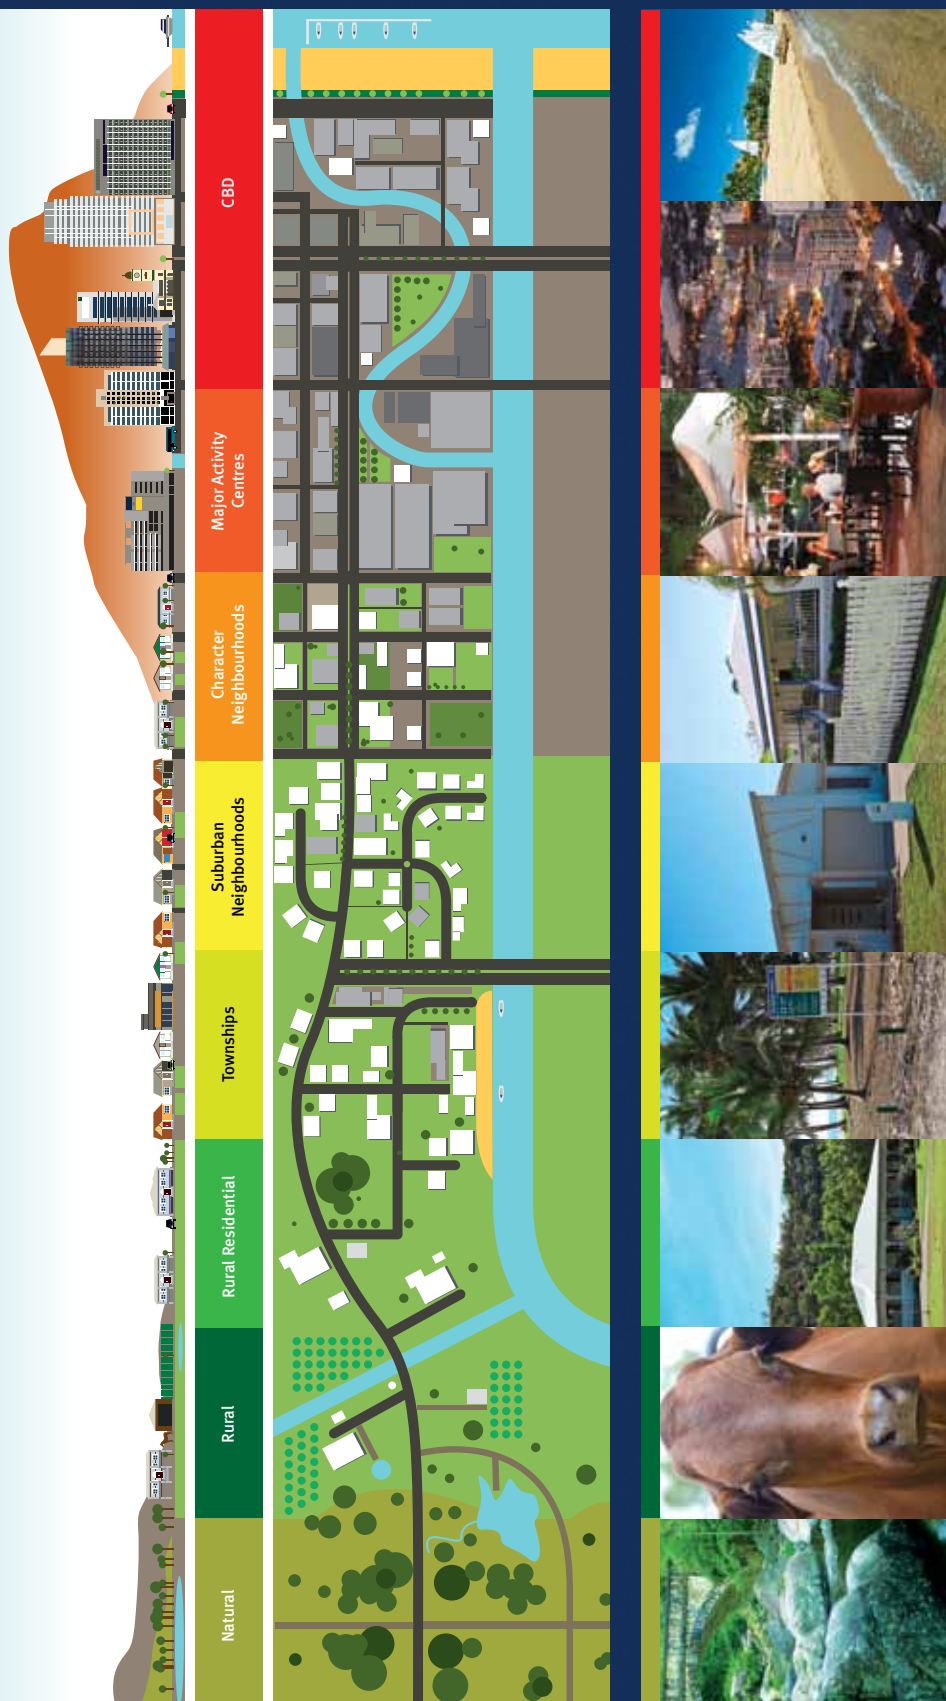 Natural
Rural
Rural Residential
Townships
Suburban
Neighbourhoods
Character
Neighbourhoods
Major Activity
Centres
CBD